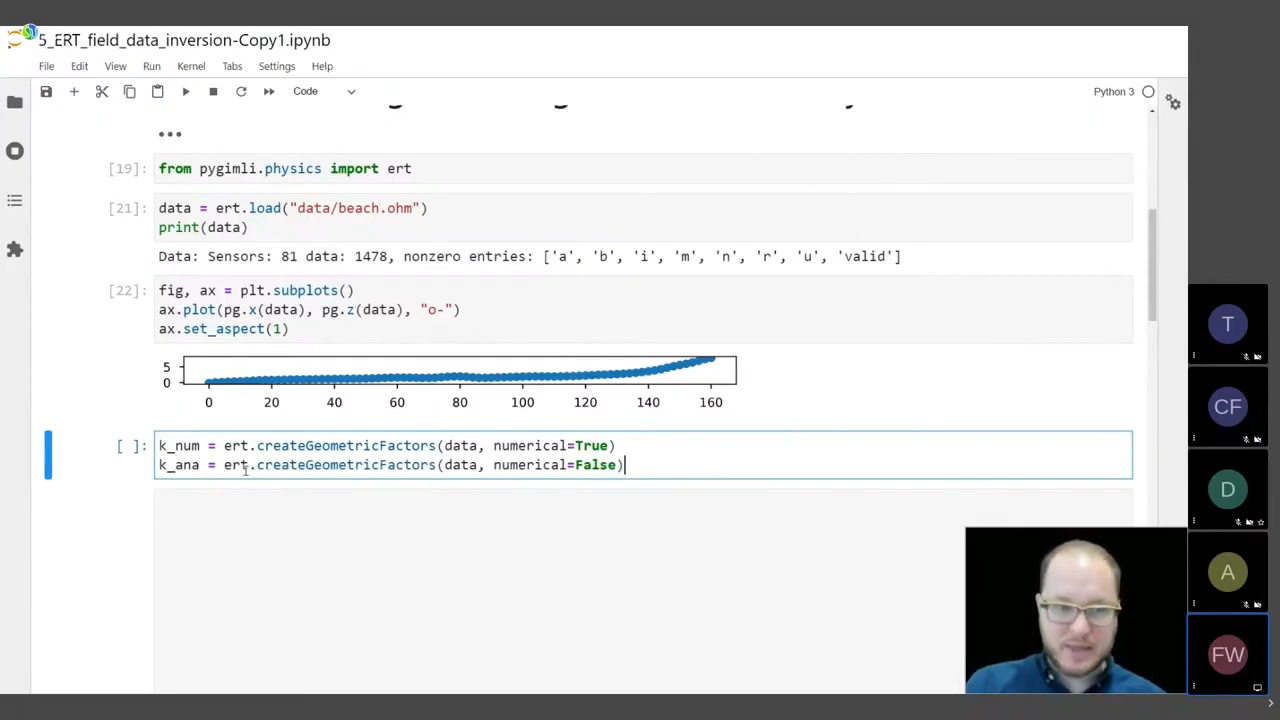 5_ERT_field_data_inversion-Copy1.ipynb
File Edit View Run Kernel Tabs Settings Help
Code
Python 3
[19]: from pygimli.physics import ert
[21]: data = ert.load("data/beach.ohm")
print(data)
Data: Sensors: 81 data: 1478, nonzero entries: ['a', 'b', 'i', 'm', 'n', 'r', 'u', 'valid']
[22]: fig, ax = plt.subplots()
ax.plot(pg.x(data), pg.z(data), "o-")
ax.set_aspect(1)
5
0
0 20 40 60 80 100 120 140 160
[ ]: k_num = ert.createGeometricFactors(data, numerical=True)
k_ana = ert.createGeometricFactors(data, numerical=False)
T
CF
D
A
FW